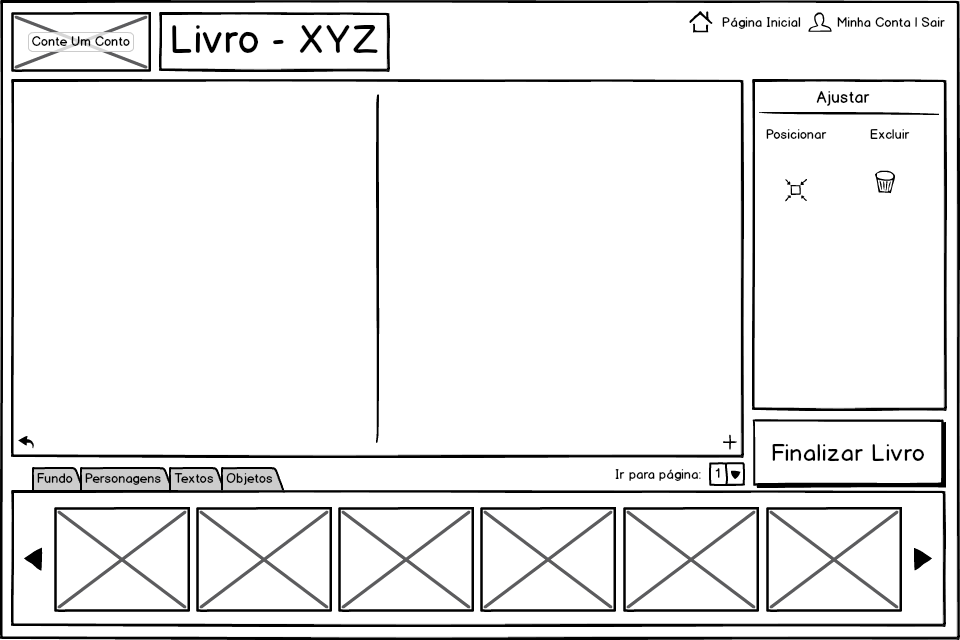 Conte Um Conto
Livro - XYZ
Página Inicial
Minha Conta | Sair
Ajustar
Posicionar
Excluir
Finalizar Livro
Fundo
Personagens
Textos
Objetos
Ir para página: 1